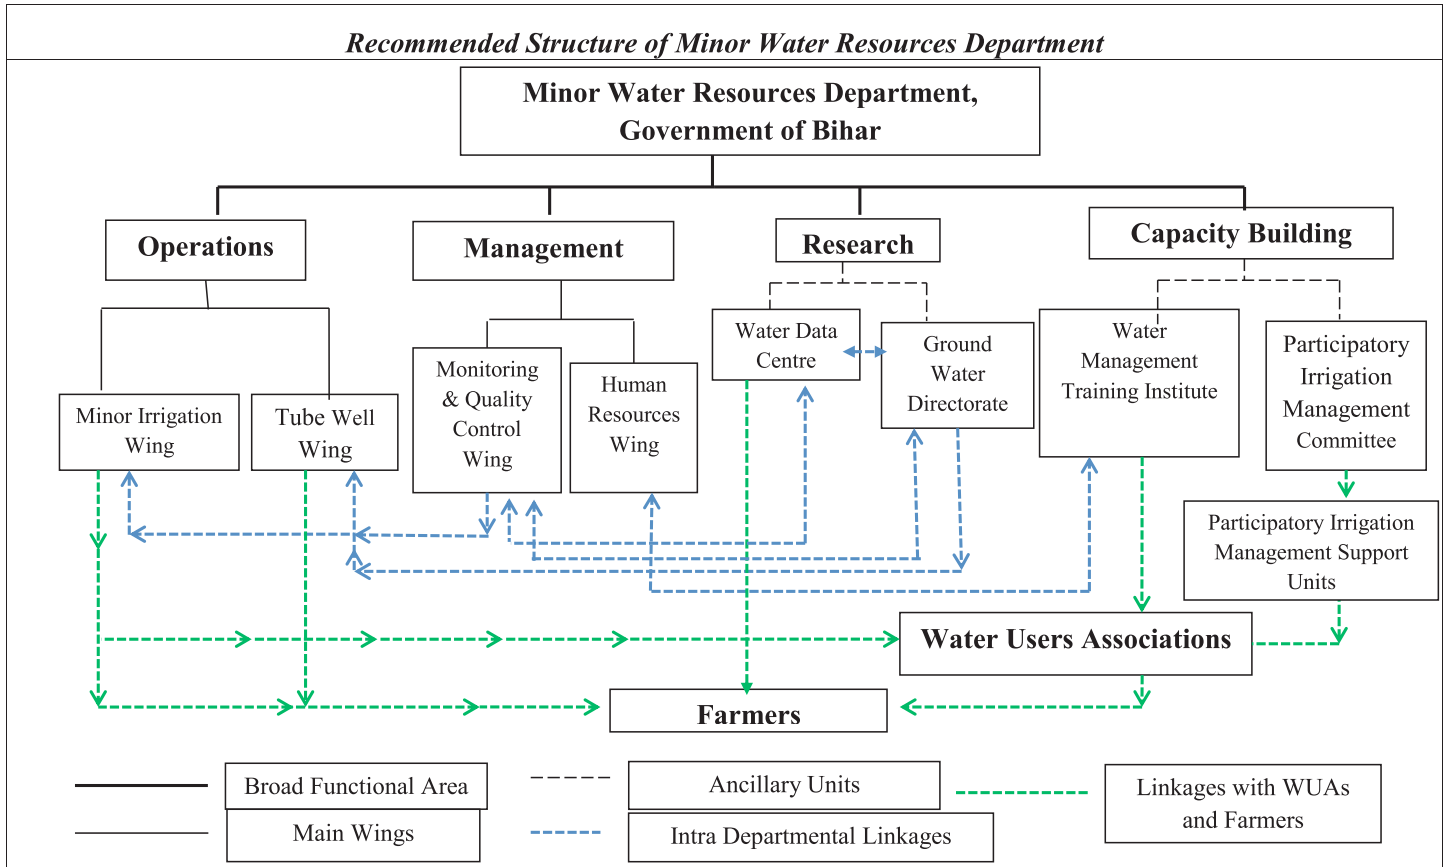 Recommended Structure of Minor Water Resources Department
Minor Water Resources Department,
Government of Bihar
Operations
Management
Research
Capacity Building
Minor Irrigation
Wing
Tube Well
Wing
Monitoring
& Quality
Control
Wing
Human
Resources
Wing
Water Data
Centre
Ground
Water
Directorate
Water
Management
Training Institute
Participatory
Irrigation
Management
Committee
Participatory Irrigation
Management Support
Units
Water Users Associations
Farmers
Broad Functional Area
Main Wings
Ancillary Units
Intra Departmental Linkages
Linkages with WUAs
and Farmers